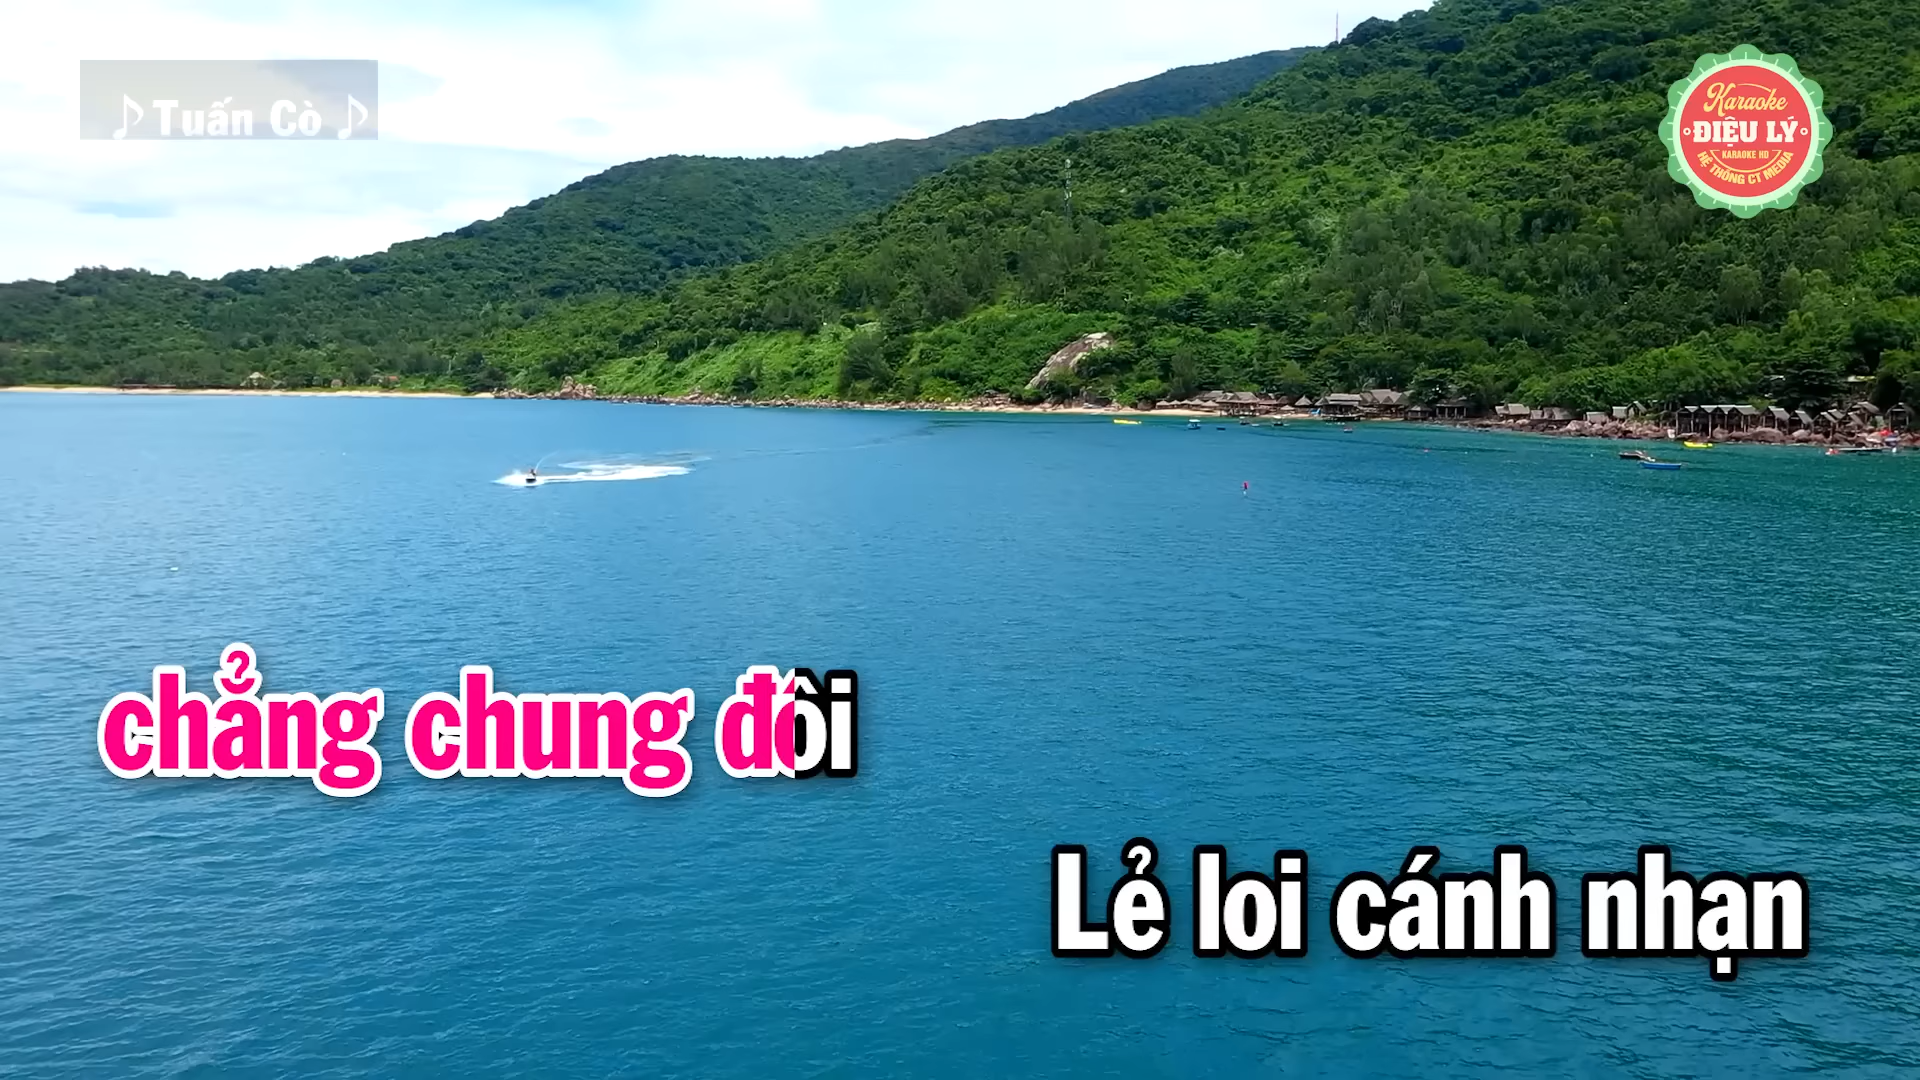 ♪Tuấn Cò♪
Karaoke
ĐIỆU LÝ
KARAOKE HD
HỆ THỐNG CT MEDIA
chẳng chung đôi
Lẻ loi cánh nhạn